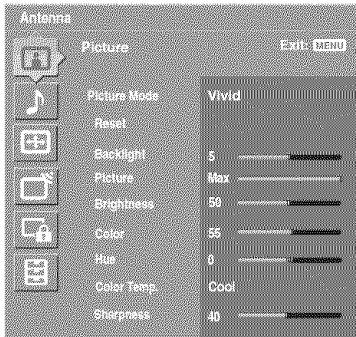 Antenna
Picture Exit: MENU
Picture Mode Vivid
Reset
Backlight 5
Picture Max
Brightness 50
Color 55
Hue 0
Color Temp. Cool
Sharpness 40